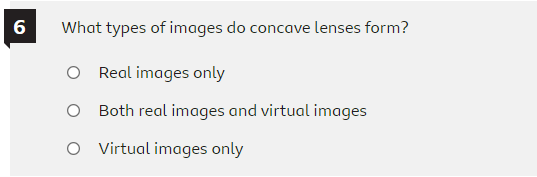 6 What types of images do concave lenses form?
Real images only
Both real images and virtual images
Virtual images only